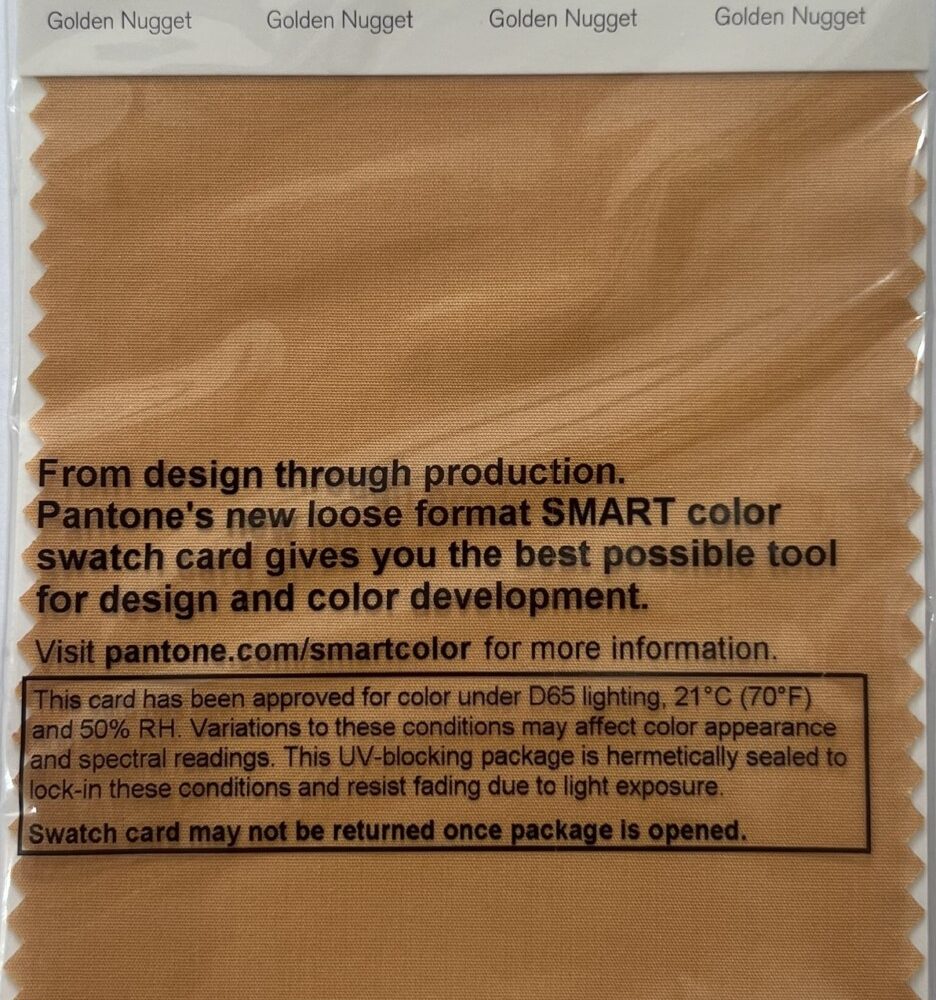 Golden Nugget Golden Nugget Golden Nugget Golden Nugget
From design through production.
Pantone's new loose format SMART color
swatch card gives you the best possible tool
for design and color development.
Visit pantone.com/smartcolor for more information.
This card has been approved for color under D65 lighting, 21°C (70°F)
and 50% RH. Variations to these conditions may affect color appearance
and spectral readings. This UV-blocking package is hermetically sealed to
lock-in these conditions and resist fading due to light exposure.
Swatch card may not be returned once package is opened.